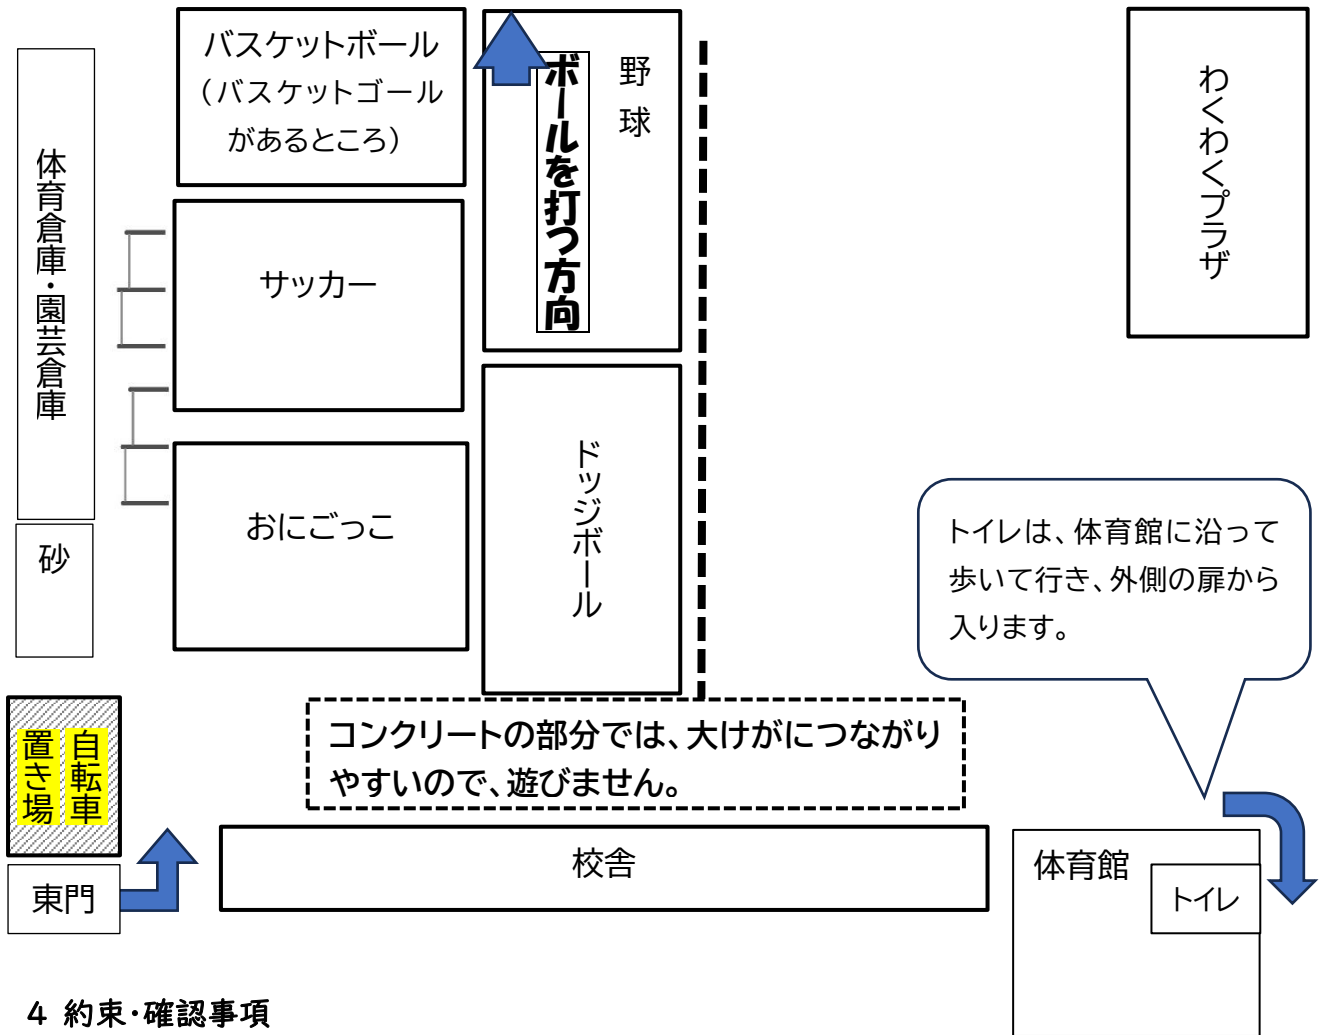 バスケットボール
(バスケットゴール
があるところ)
ボールを打つ方向
野球
わくわくプラザ
体育倉庫・園芸倉庫
サッカー
おにごっこ
ドッジボール
砂
トイレは、体育館に沿って
歩いて行き、外側の扉から
入ります。
自転車
置き場
コンクリートの部分では、大けがにつながり
やすいので、遊びません。
東門
校舎
体育館
トイレ
4 約束・確認事項